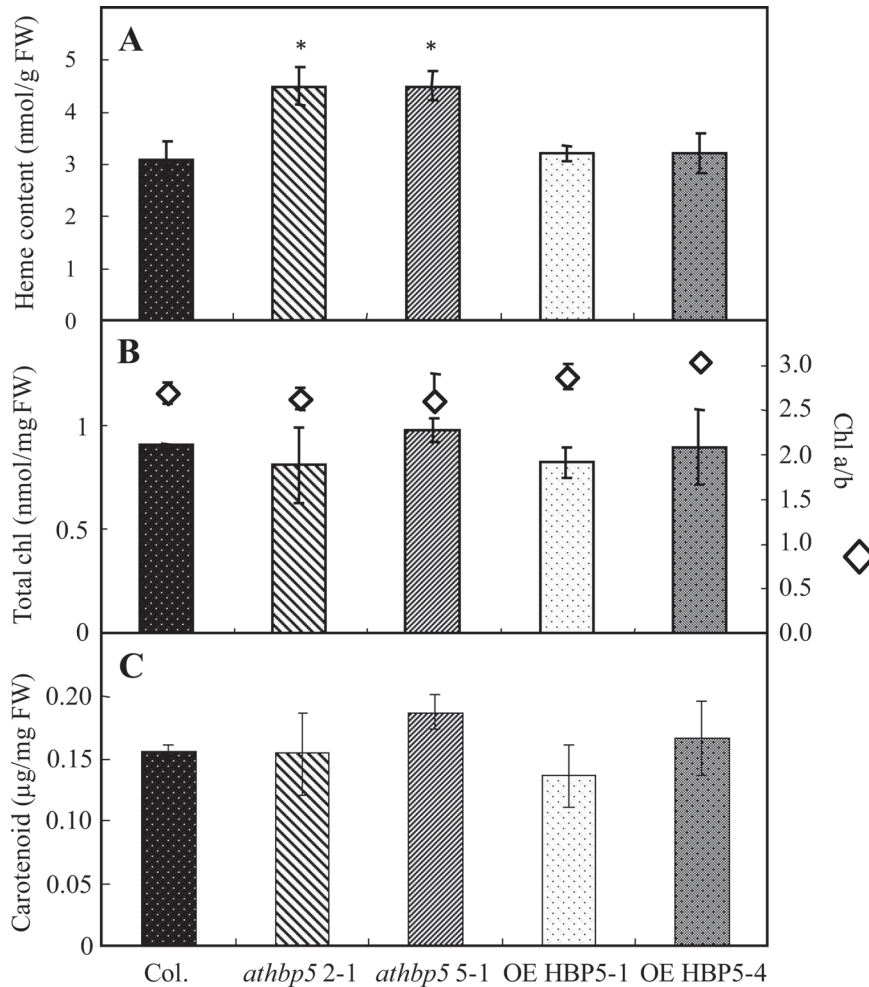 A
Heme content (nmol/g FW)
5
4
3
2
1
0
*
*
B
Total chl (nmol/mg FW)
1
0.5
0
3.0
2.5
2.0
1.5
1.0
0.5
0.0
Chl a/b
C
Carotenoid (µg/mg FW)
0.20
0.15
0.10
0.05
0
Col.
athbp5 2-1
athbp5 5-1
OE HBP5-1
OE HBP5-4